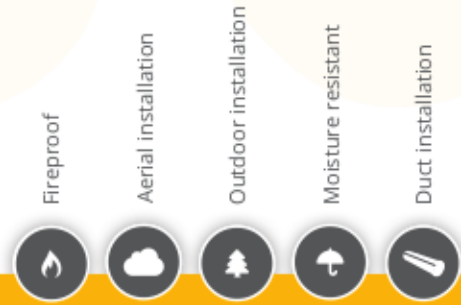 Fireproof
Aerial installation
Outdoor installation
Moisture resistant
Duct installation